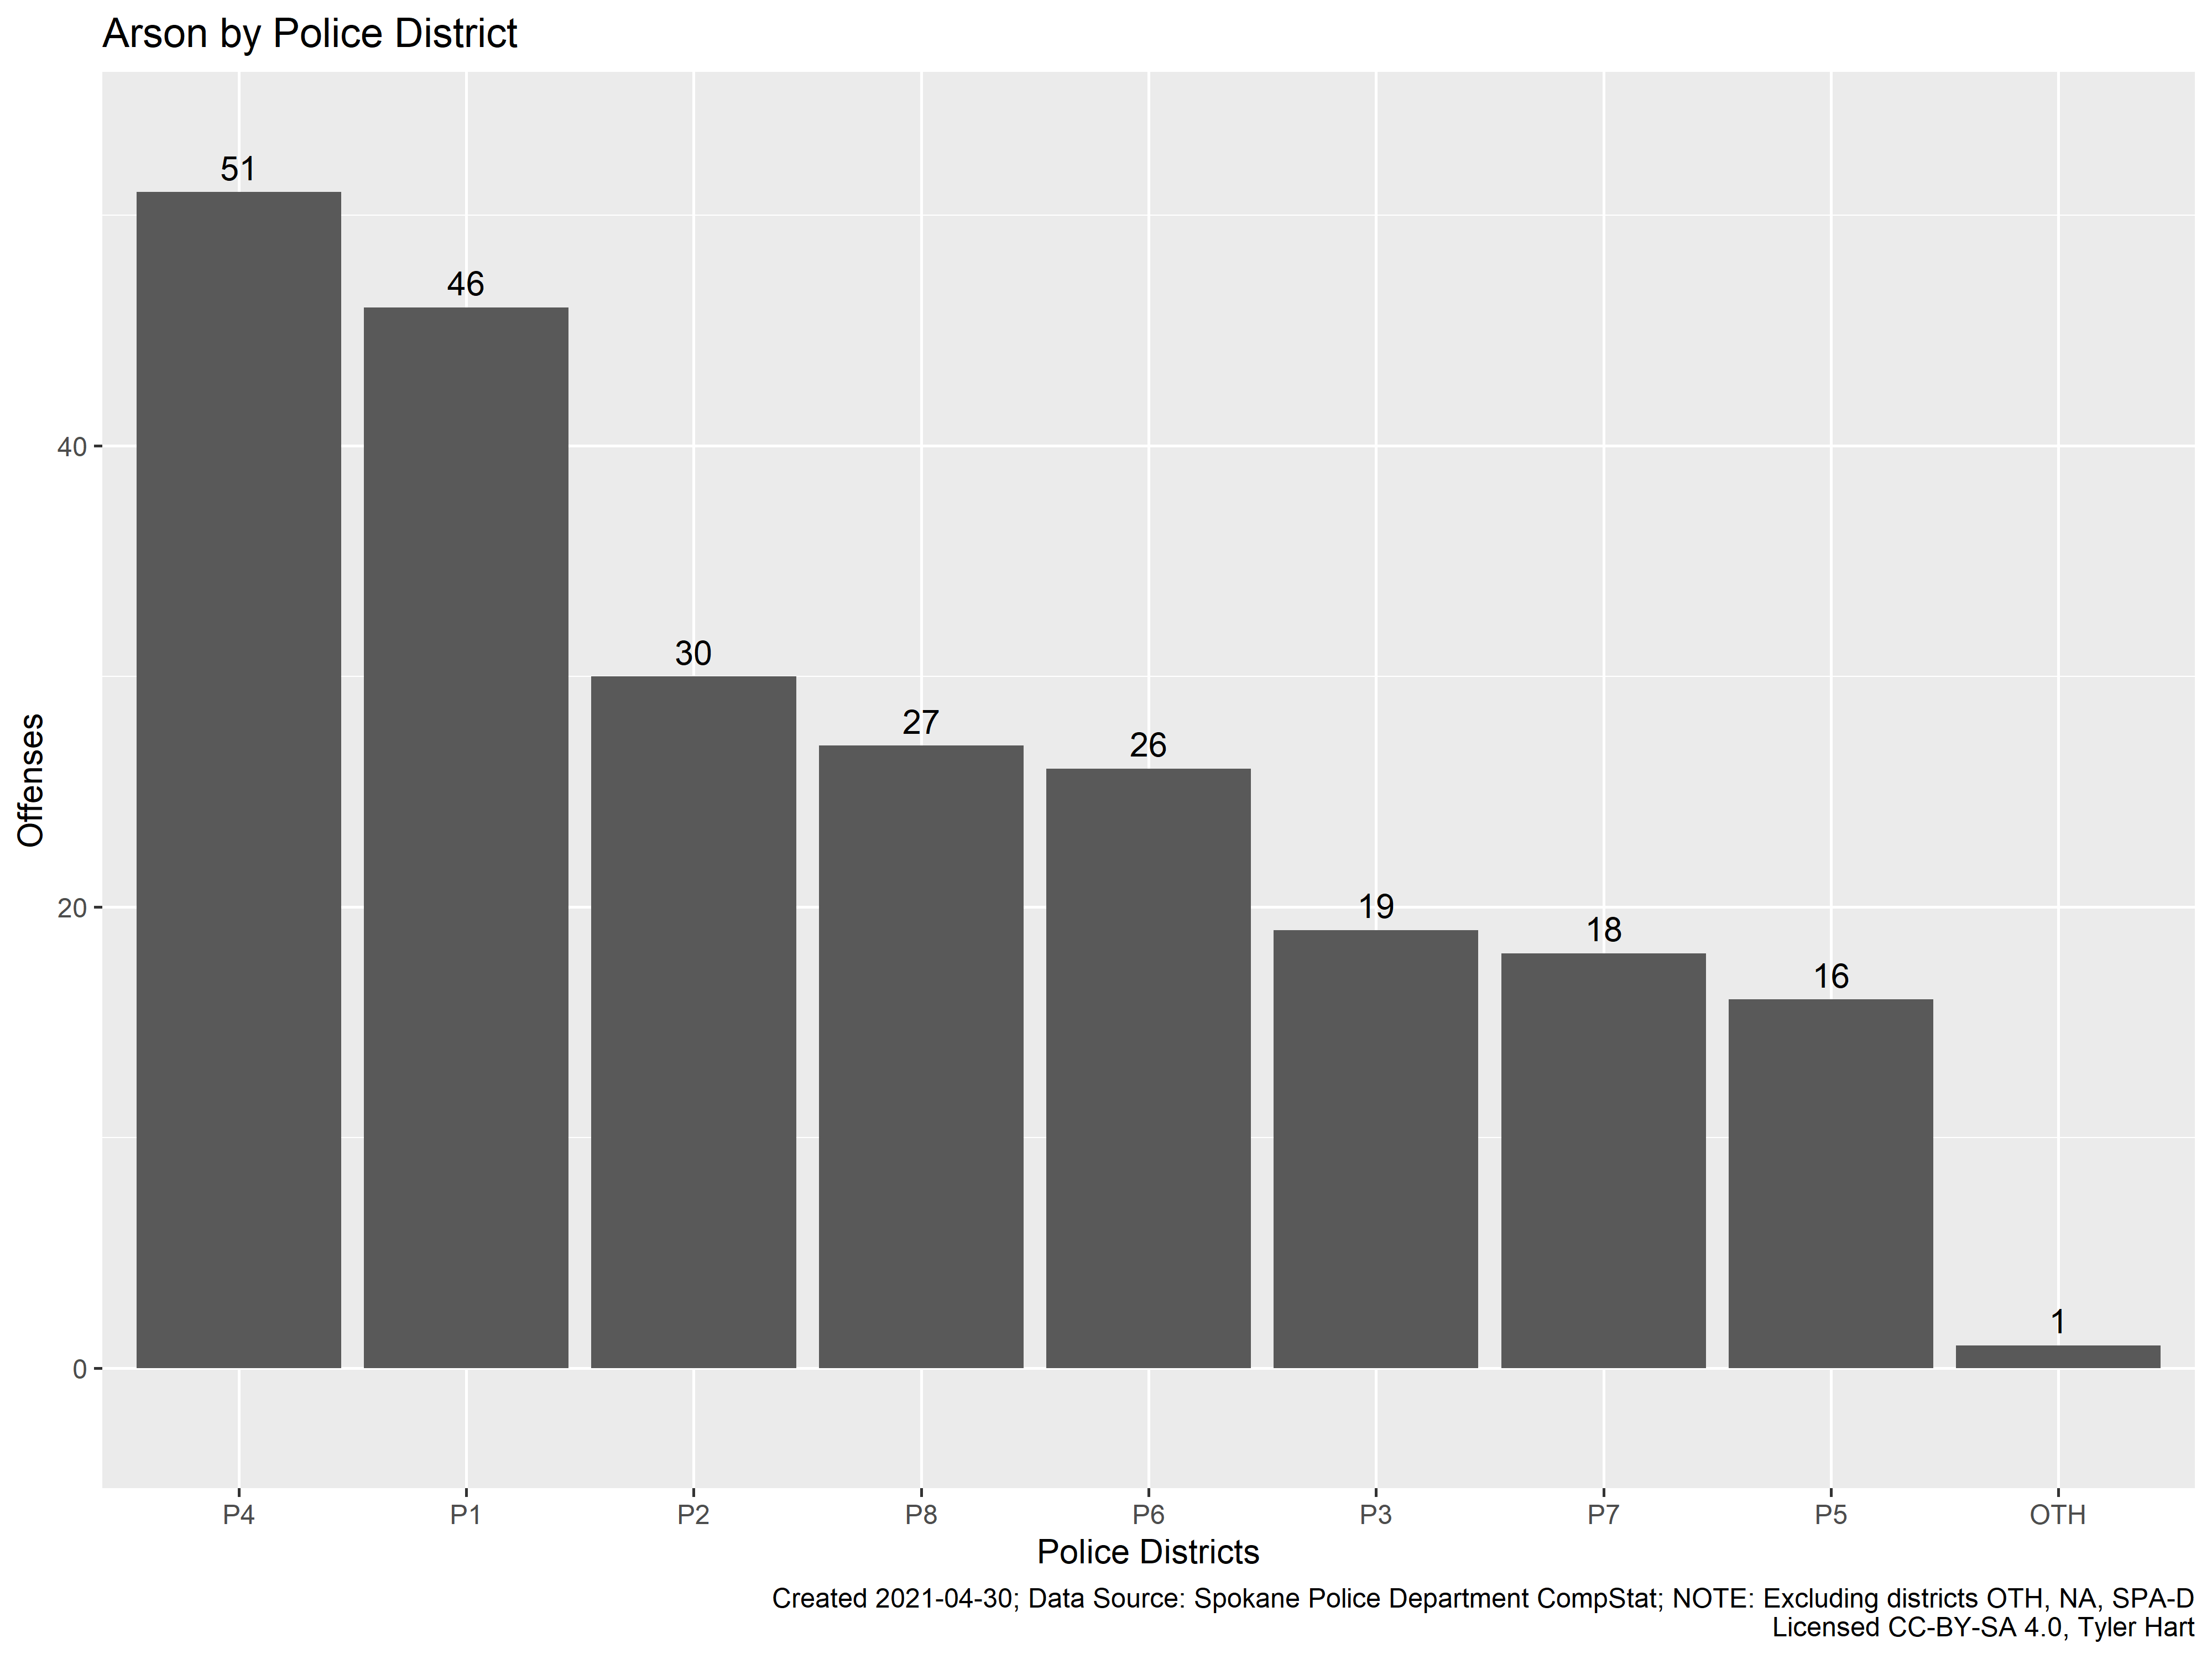 Arson by Police District
51
46
30
27
26
19
18
16
1
40
20
0
Offenses
P4 P1 P2 P8 P6 P3 P7 P5 OTH
Police Districts
Created 2021-04-30; Data Source: Spokane Police Department CompStat; NOTE: Excluding districts OTH, NA, SPA-D
Licensed CC-BY-SA 4.0, Tyler Hart